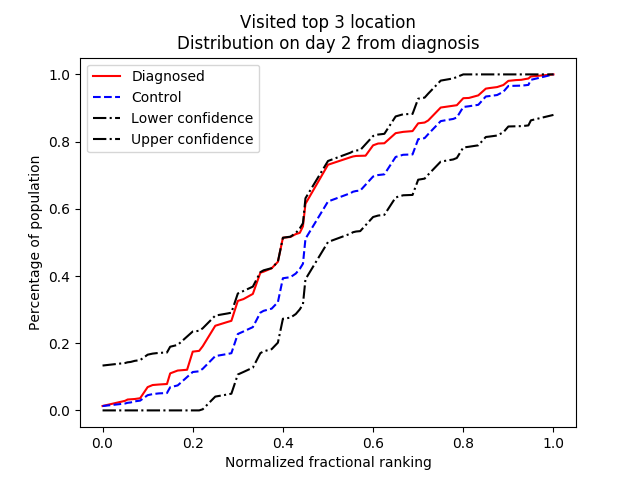 Visited top 3 location
Distribution on day 2 from diagnosis
Diagnosed
Control
Lower confidence
Upper confidence
Percentage of population
1.0
0.8
0.6
0.4
0.2
0.0
0.0 0.2 0.4 0.6 0.8 1.0
Normalized fractional ranking